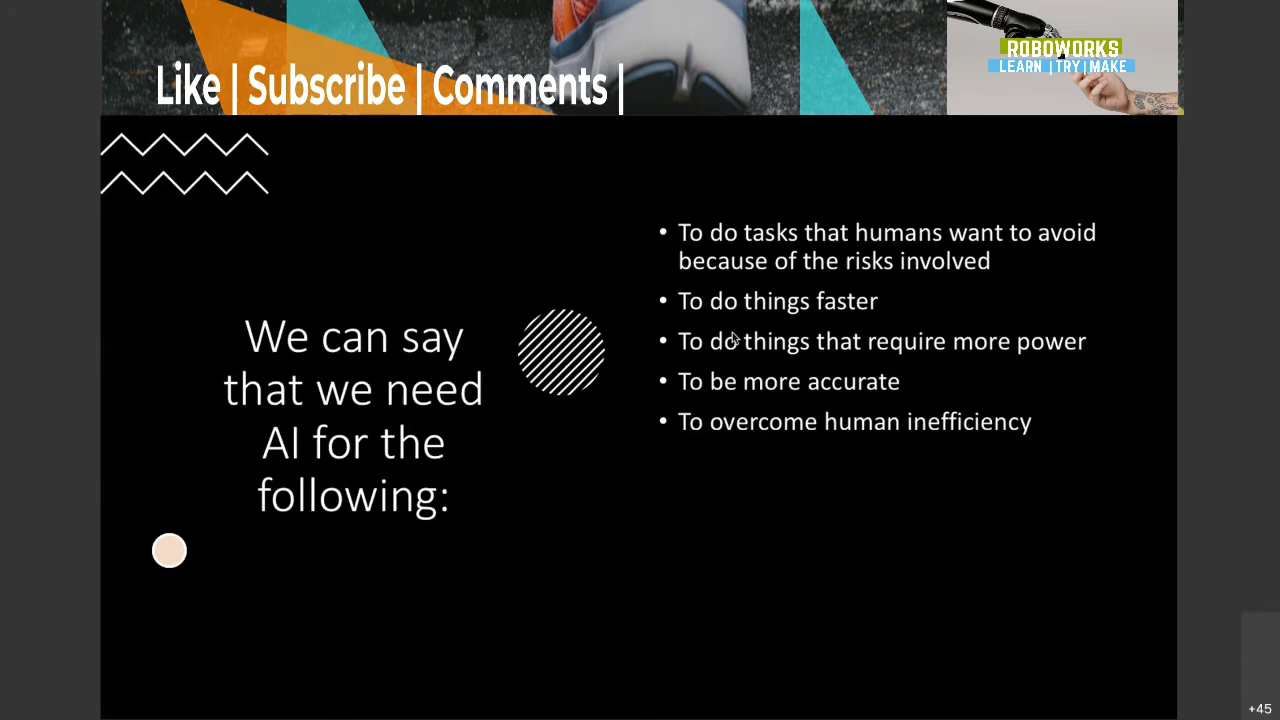 Like | Subscribe | Comments |
ROBOWORKS
LEARN | TRY | MAKE
We can say
that we need
AI for the
following:
• To do tasks that humans want to avoid
because of the risks involved
• To do things faster
• To do things that require more power
• To be more accurate
• To overcome human inefficiency
+45